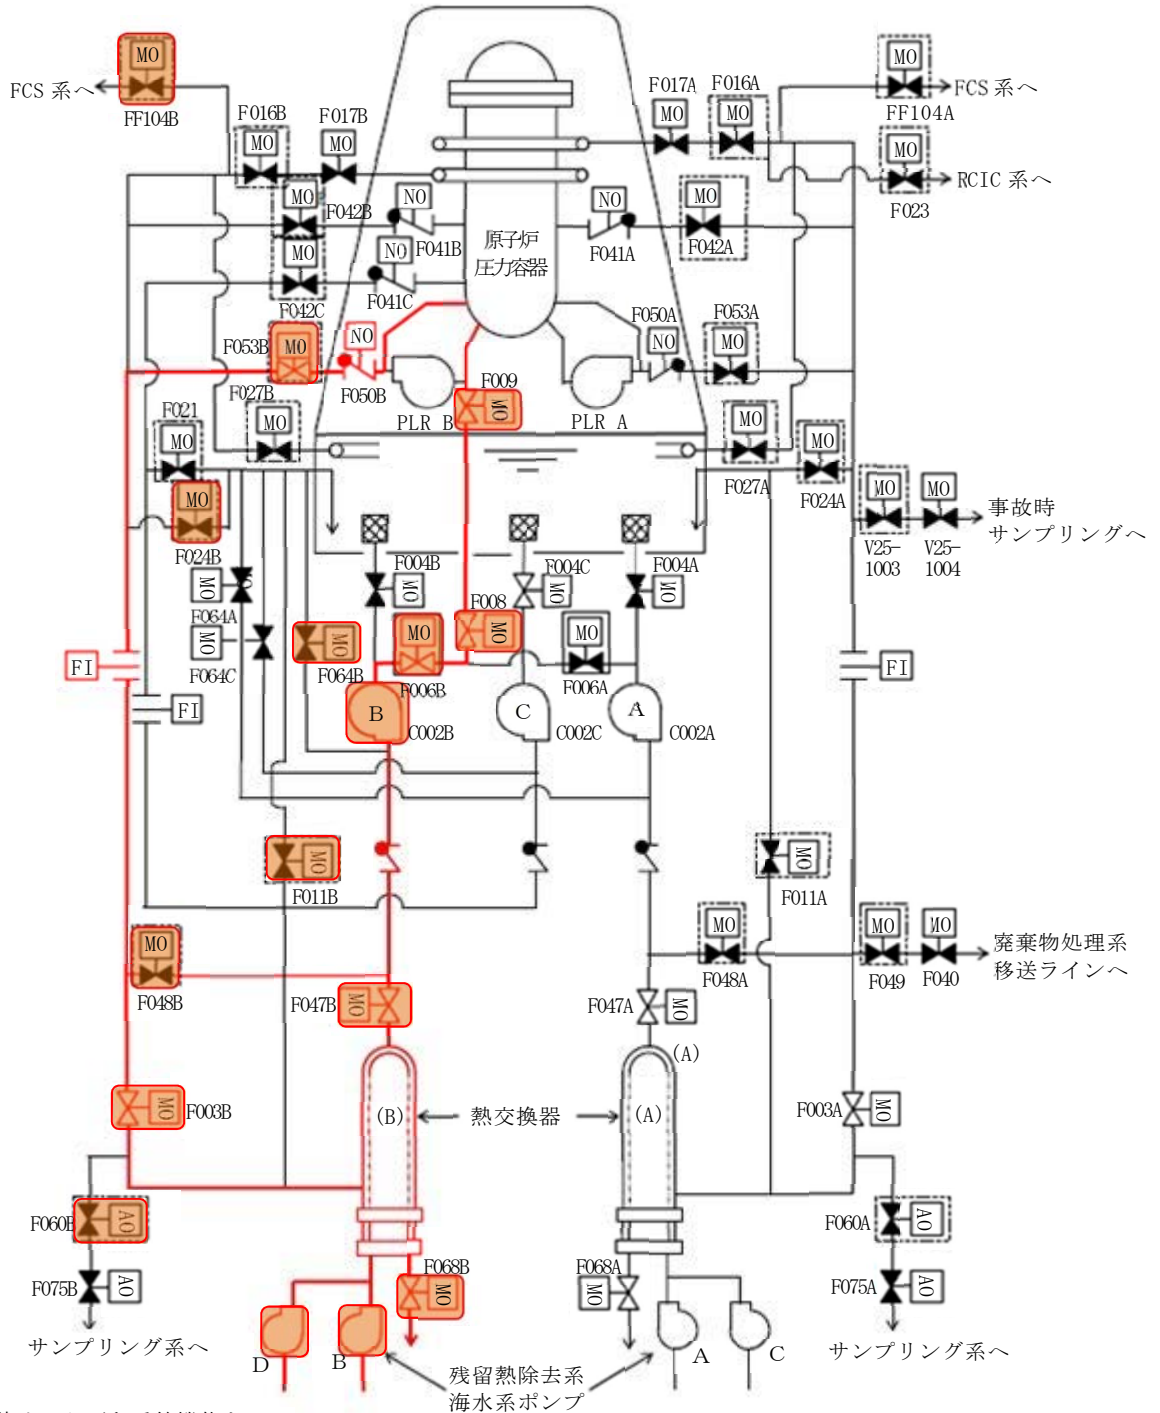 MO
FCS 系へ
FF104B
F016B
F017B
MO
MO
F017A
F016A
MO
MO
MO
FCS 系へ
FF104A
MO
RCIC 系へ
F023
MO
F042B
NO
F041B
MO
F042C
NO
F041C
原子炉
圧力容器
NO
F041A
MO
F042A
F053B
MO
NO
F050B
F050A
NO
F053A
MO
F009
MO
PLR B
PLR A
F027B
MO
F021
MO
MO
F024B
MO
F027A
MO
F024A
MO
MO
V25-
1003
V25-
1004
事故時
サンプリングへ
MO
F064A
MO
F064C
F004B
MO
F004C
MO
F004A
MO
F008
MO
MO
F064B
MO
F006B
MO
F006A
FI
FI
FI
B
C002B
C
C002C
A
C002A
MO
F011B
MO
F011A
MO
F048B
MO
F048A
MO
F049
MO
F040
廃棄物処理系
移送ラインへ
F047B
MO
F047A
MO
(A)
MO
F003B
(B)
熱交換器
(A)
F003A
MO
F060B
AO
F060A
AO
F075B
AO
F075A
AO
F068B
MO
F068A
MO
サンプリング系へ
サンプリング系へ
D
B
A
C
残留熱除去系
海水系ポンプ